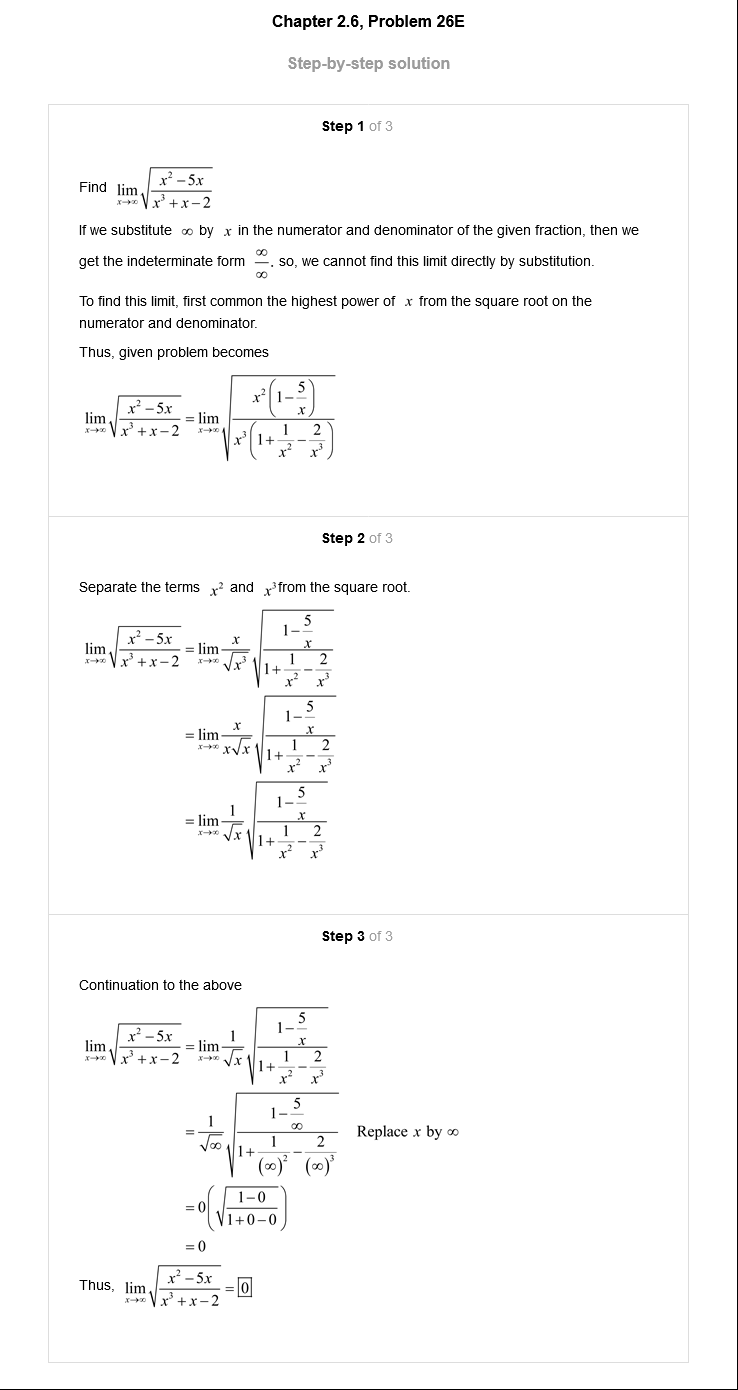 Chapter 2.6, Problem 26E
Step-by-step solution
Step 1 of 3
Find $\lim_{x \to \infty} \sqrt{\frac{x^2-5x}{x^3+x-2}}$
If we substitute ∞ by x in the numerator and denominator of the given fraction, then we
get the indeterminate form $\frac{\infty}{\infty}$. so, we cannot find this limit directly by substitution.
To find this limit, first common the highest power of x from the square root on the
numerator and denominator.
Thus, given problem becomes
$\lim_{x \to \infty} \sqrt{\frac{x^2-5x}{x^3+x-2}} = \lim_{x \to \infty} \sqrt{\frac{x^2\left(1-\frac{5}{x}\right)}{x^3\left(1+\frac{1}{x^2}-\frac{2}{x^3}\right)}}$
Step 2 of 3
Separate the terms $x^2$ and $x^3$from the square root.
$\lim_{x \to \infty} \sqrt{\frac{x^2-5x}{x^3+x-2}} = \lim_{x \to \infty} \frac{x}{\sqrt{x^3}} \sqrt{\frac{1-\frac{5}{x}}{1+\frac{1}{x^2}-\frac{2}{x^3}}}$
$= \lim_{x \to \infty} \frac{x}{x\sqrt{x}} \sqrt{\frac{1-\frac{5}{x}}{1+\frac{1}{x^2}-\frac{2}{x^3}}}$
$= \lim_{x \to \infty} \frac{1}{\sqrt{x}} \sqrt{\frac{1-\frac{5}{x}}{1+\frac{1}{x^2}-\frac{2}{x^3}}}$
Step 3 of 3
Continuation to the above
$\lim_{x \to \infty} \sqrt{\frac{x^2-5x}{x^3+x-2}} = \lim_{x \to \infty} \frac{1}{\sqrt{x}} \sqrt{\frac{1-\frac{5}{x}}{1+\frac{1}{x^2}-\frac{2}{x^3}}}$
$= \frac{1}{\sqrt{\infty}} \sqrt{\frac{1-\frac{5}{\infty}}{1+\frac{1}{(\infty)^2}-\frac{2}{(\infty)^3}}}$ Replace x by ∞
$= 0\left(\sqrt{\frac{1-0}{1+0-0}}\right)$
$= 0$
Thus, $\lim_{x \to \infty} \sqrt{\frac{x^2-5x}{x^3+x-2}} = \boxed{0}$